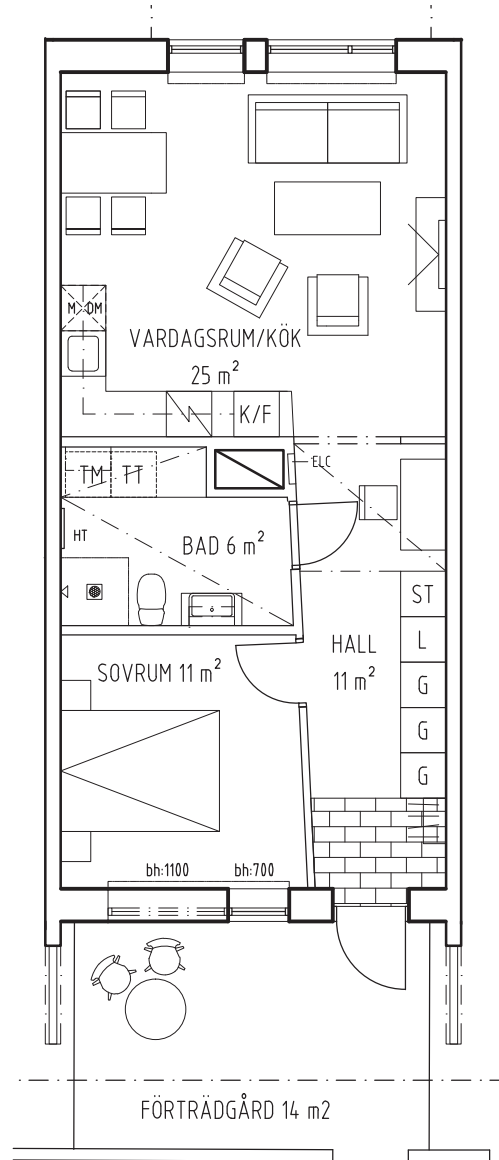 M
DM
VARDAGSRUM/KÖK
25 m²
K/F
TM
TT
ELC
HT
BAD 6 m²
ST
HALL
11 m²
L
SOVRUM 11 m²
G
G
G
bh:1100
bh:700
FÖRTRÄDGÅRD 14 m2